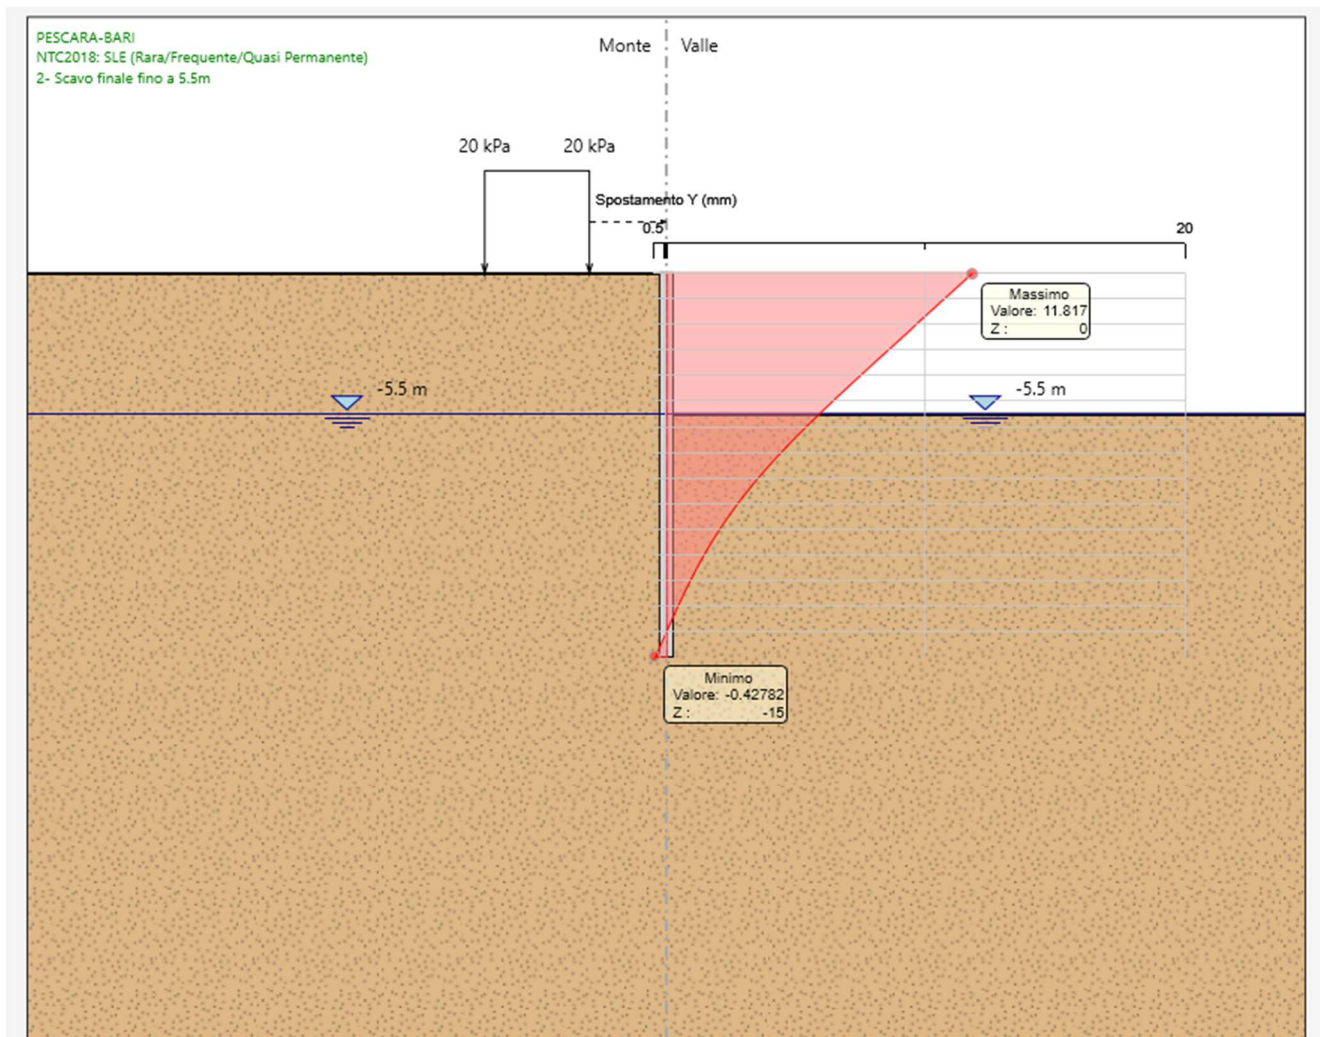 PESCARA-BARI
NTC2018: SLE (Rara/Frequente/Quasi Permanente)
2- Scavo finale fino a 5.5m
Monte Valle
20 kPa 20 kPa
Spostamento Y (mm)
0.5 20
Massimo
Valore: 11.817
Z : 0
-5.5 m -5.5 m
Minimo
Valore: -0.42782
Z : -15